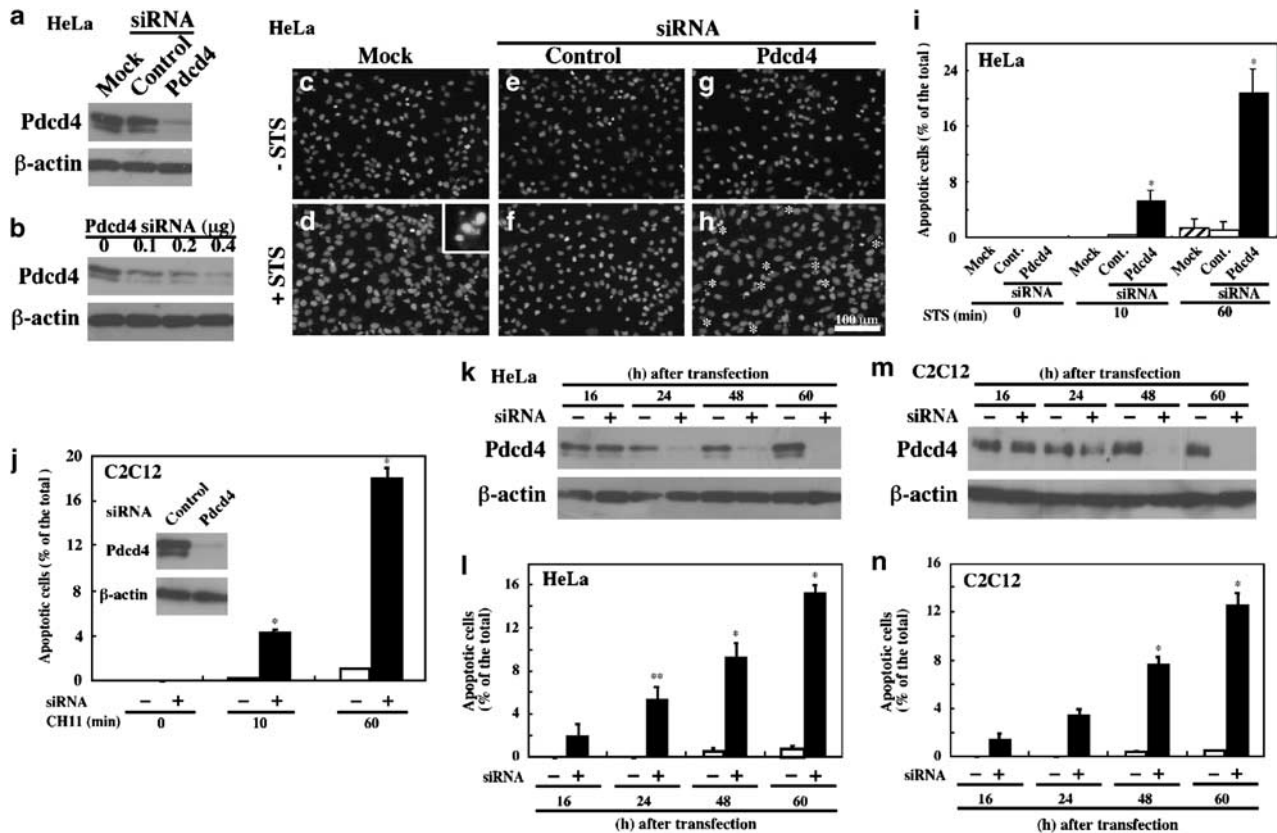 a
HeLa
siRNA
Mock
Control
Pdcd4
Pdcd4
β-actin
b
Pdcd4 siRNA (μg)
0 0.1 0.2 0.4
Pdcd4
β-actin
HeLa
siRNA
Mock Control Pdcd4
- STS
c e g
+ STS
d f h
* * * * * * * * * * *
100 μm
i
HeLa
Apoptotic cells (% of the total)
24
16
8
0
* *
Mock Cont. Pdcd4 Mock Cont. Pdcd4 Mock Cont. Pdcd4
siRNA siRNA siRNA
STS (min) 0 10 60
j
C2C12
Apoptotic cells (% of the total)
20
16
12
8
4
0
siRNA
Control
Pdcd4
Pdcd4
β-actin
* *
siRNA − + − + − +
CH11 (min) 0 10 60
k
HeLa
(h) after transfection
16 24 48 60
siRNA − + − + − + − +
Pdcd4
β-actin
l
HeLa
Apoptotic cells
(% of the total)
16
12
8
4
0
** * *
siRNA − + − + − + − +
16 24 48 60
(h) after transfection
m
C2C12
(h) after transfection
16 24 48 60
siRNA − + − + − + − +
Pdcd4
β-actin
n
C2C12
Apoptotic cells
(% of the total)
16
12
8
4
0
* *
siRNA − + − + − + − +
16 24 48 60
(h) after transfection